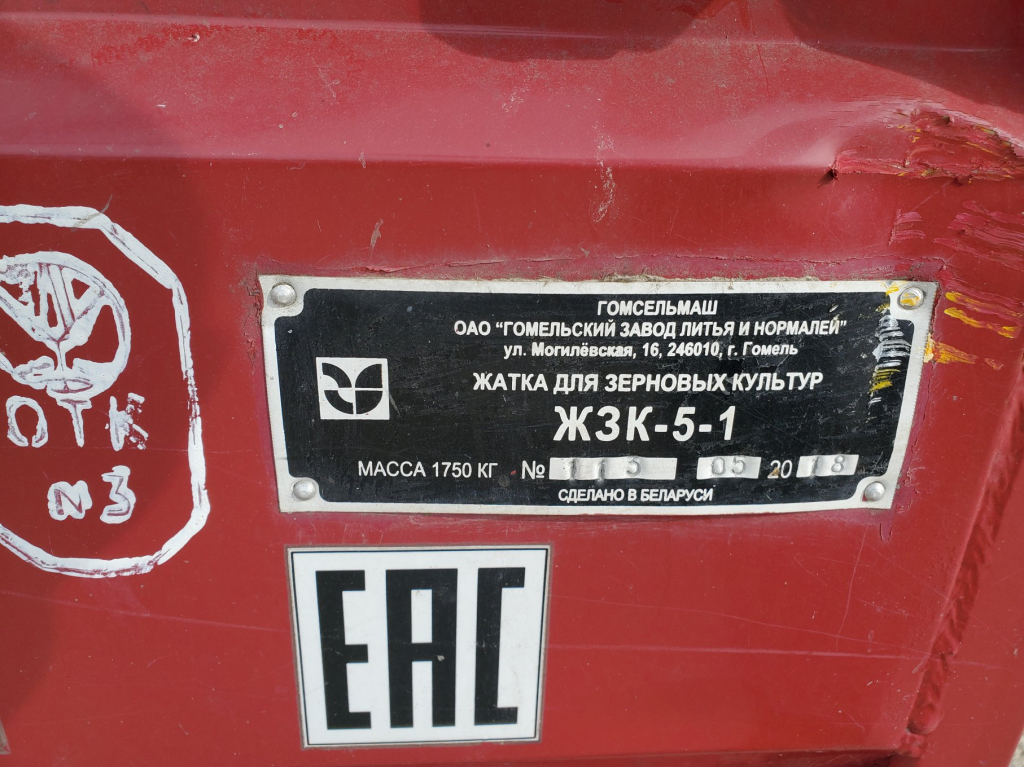 ГОМСЕЛЬМАШ
ОАО "ГОМЕЛЬСКИЙ ЗАВОД ЛИТЬЯ И НОРМАЛЕЙ"
ул. Могилёвская, 16, 246010, г. Гомель
ЖАТКА ДЛЯ ЗЕРНОВЫХ КУЛЬТУР
ЖЗК-5-1
МАССА 1750 КГ № 115 05 20 18
СДЕЛАНО В БЕЛАРУСИ
ОТК
№3
EAC